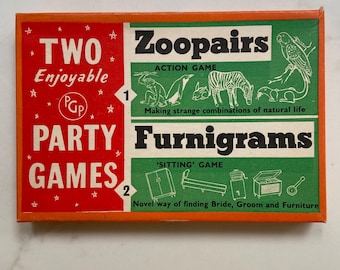 TWO
Enjoyable
PGP
PARTY
GAMES
1
Zoopairs
ACTION GAME
Making strange combinations of natural life
2
Furnigrams
'SITTING' GAME
Novel way of finding Bride, Groom and Furniture